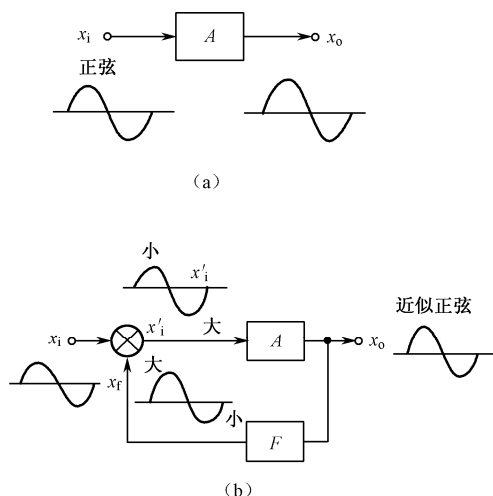 xi A xo
正弦
（a）
小
x′i
近似正弦
xi x′i 大 A xo
大
xf
小
F
（b）